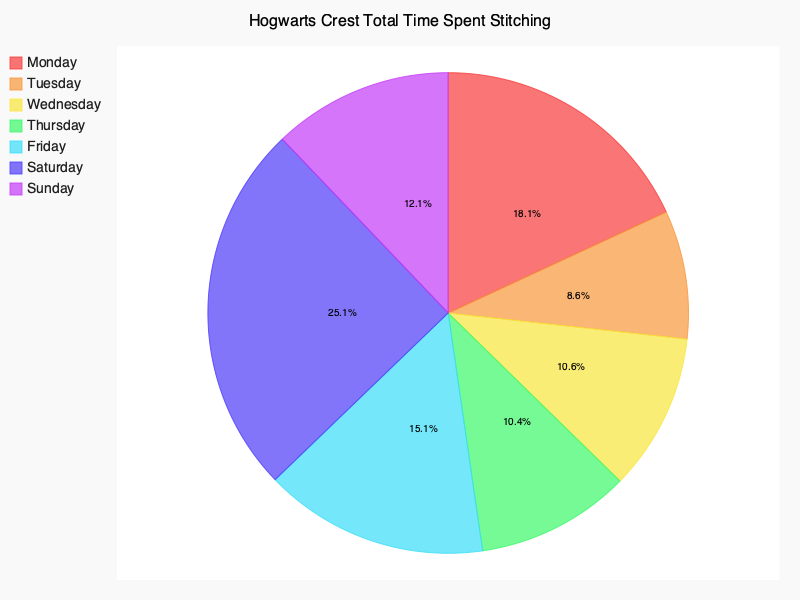 Hogwarts Crest Total Time Spent Stitching
Monday
Tuesday
Wednesday
Thursday
Friday
Saturday
Sunday
12.1%
18.1%
8.6%
25.1%
10.6%
10.4%
15.1%